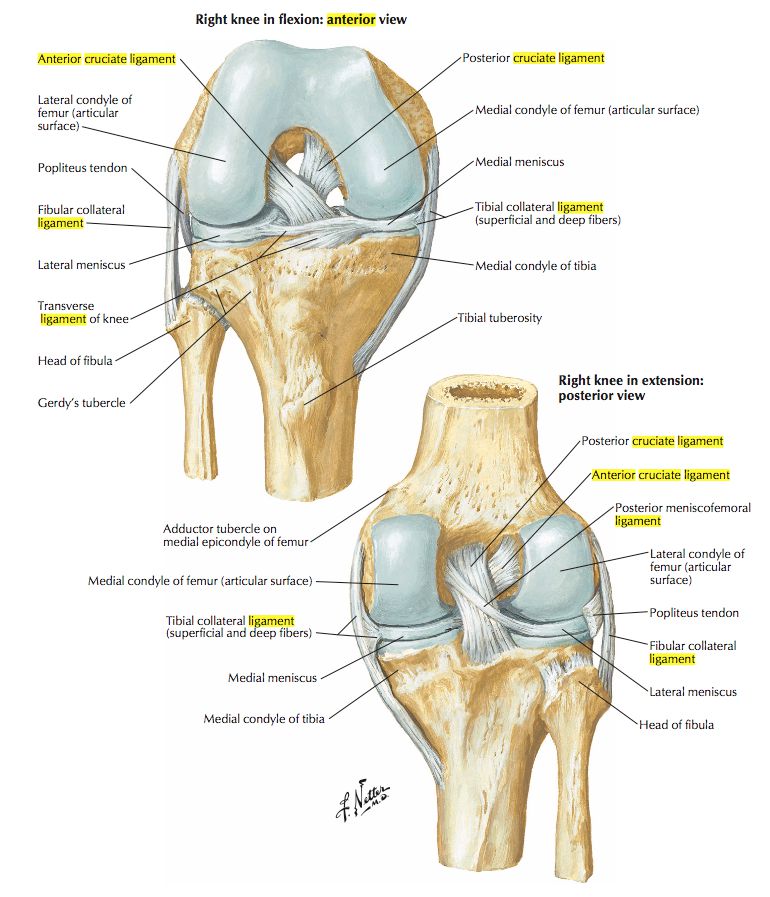 Right knee in flexion: anterior view
Anterior cruciate ligament
Lateral condyle of
femur (articular
surface)
Popliteus tendon
Fibular collateral
ligament
Lateral meniscus
Transverse
ligament of knee
Head of fibula
Gerdy's tubercle
Posterior cruciate ligament
Medial condyle of femur (articular surface)
Medial meniscus
Tibial collateral ligament
(superficial and deep fibers)
Medial condyle of tibia
Tibial tuberosity
Right knee in extension:
posterior view
Posterior cruciate ligament
Anterior cruciate ligament
Posterior meniscofemoral
ligament
Lateral condyle of
femur (articular
surface)
Popliteus tendon
Fibular collateral
ligament
Lateral meniscus
Head of fibula
Adductor tubercle on
medial epicondyle of femur
Medial condyle of femur (articular surface)
Tibial collateral ligament
(superficial and deep fibers)
Medial meniscus
Medial condyle of tibia
F. Netter
M.D.